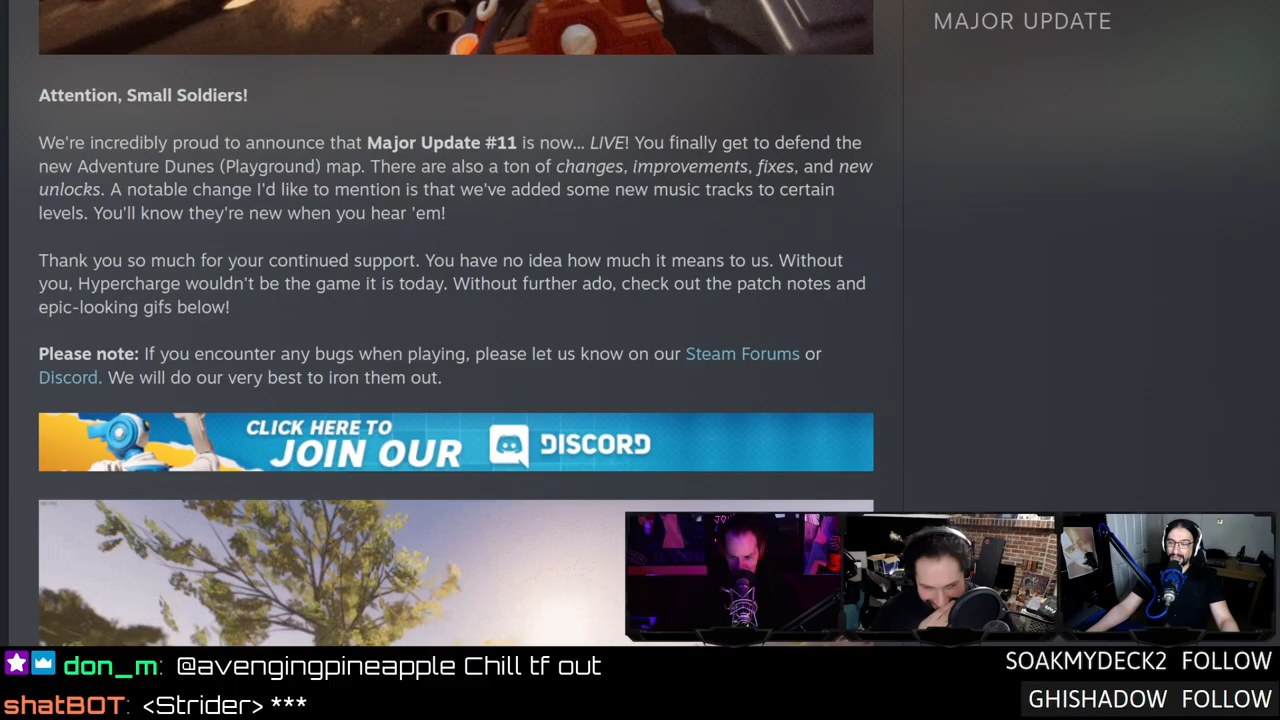 MAJOR UPDATE
Attention, Small Soldiers!
We're incredibly proud to announce that Major Update #11 is now... LIVE! You finally get to defend the
new Adventure Dunes (Playground) map. There are also a ton of changes, improvements, fixes, and new
unlocks. A notable change I'd like to mention is that we've added some new music tracks to certain
levels. You'll know they're new when you hear 'em!
Thank you so much for your continued support. You have no idea how much it means to us. Without
you, Hypercharge wouldn't be the game it is today. Without further ado, check out the patch notes and
epic-looking gifs below!
Please note: If you encounter any bugs when playing, please let us know on our Steam Forums or
Discord. We will do our very best to iron them out.
CLICK HERE TO
JOIN OUR
DISCORD
don_m: @avengingpineapple Chill tf out
shatBOT: <Strider> ***
SOAKMYDECK2 FOLLOW
GHISHADOW FOLLOW